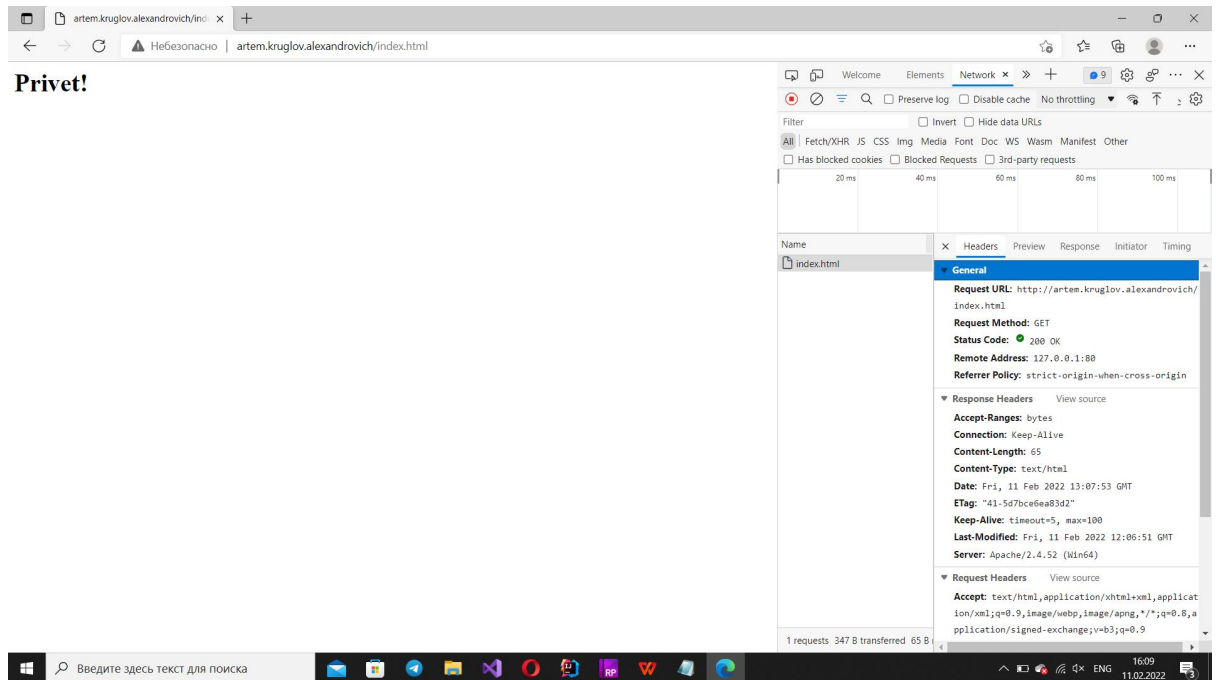 artem.kruglov.alexandrovich/ind
Небезопасно | artem.kruglov.alexandrovich/index.html
Privet!
Welcome Elements Network 9
Preserve log Disable cache No throttling
Filter Invert Hide data URLs
All Fetch/XHR JS CSS Img Media Font Doc WS Wasm Manifest Other
Has blocked cookies Blocked Requests 3rd-party requests
20 ms 40 ms 60 ms 80 ms 100 ms
Name
index.html
Headers Preview Response Initiator Timing
General
Request URL: http://artem.kruglov.alexandrovich/
index.html
Request Method: GET
Status Code: 200 OK
Remote Address: 127.0.0.1:80
Referrer Policy: strict-origin-when-cross-origin
Response Headers View source
Accept-Ranges: bytes
Connection: Keep-Alive
Content-Length: 65
Content-Type: text/html
Date: Fri, 11 Feb 2022 13:07:53 GMT
ETag: "41-5d7bce6ea83d2"
Keep-Alive: timeout=5, max=100
Last-Modified: Fri, 11 Feb 2022 12:06:51 GMT
Server: Apache/2.4.52 (Win64)
Request Headers View source
Accept: text/html,application/xhtml+xml,applicat
ion/xml;q=0.9,image/webp,image/apng,*/*;q=0.8,a
pplication/signed-exchange;v=b3;q=0.9
1 requests 347 B transferred 65 B
Введите здесь текст для поиска
RP
ENG
16:09
11.02.2022
3